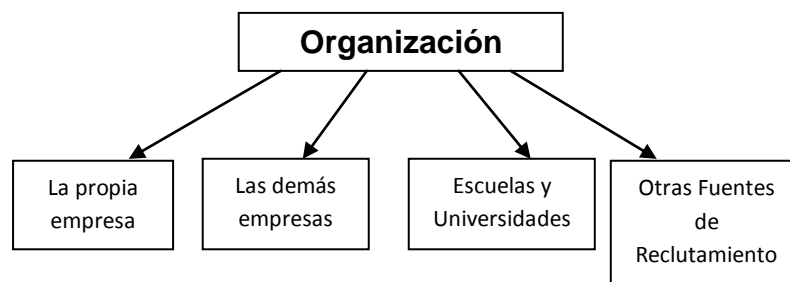 Organización
La propia
empresa
Las demás
empresas
Escuelas y
Universidades
Otras Fuentes
de
Reclutamiento